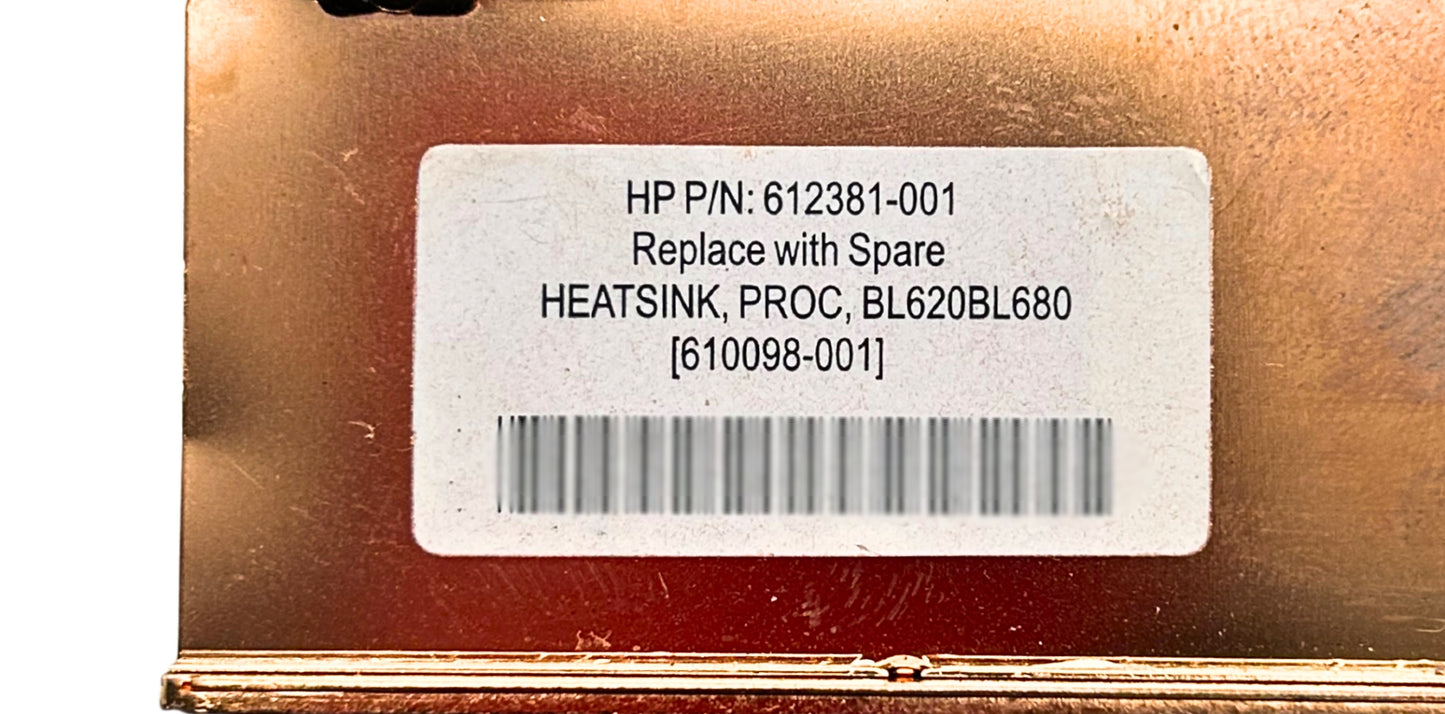 HP P/N: 612381-001
Replace with Spare
HEATSINK, PROC, BL620BL680
[610098-001]